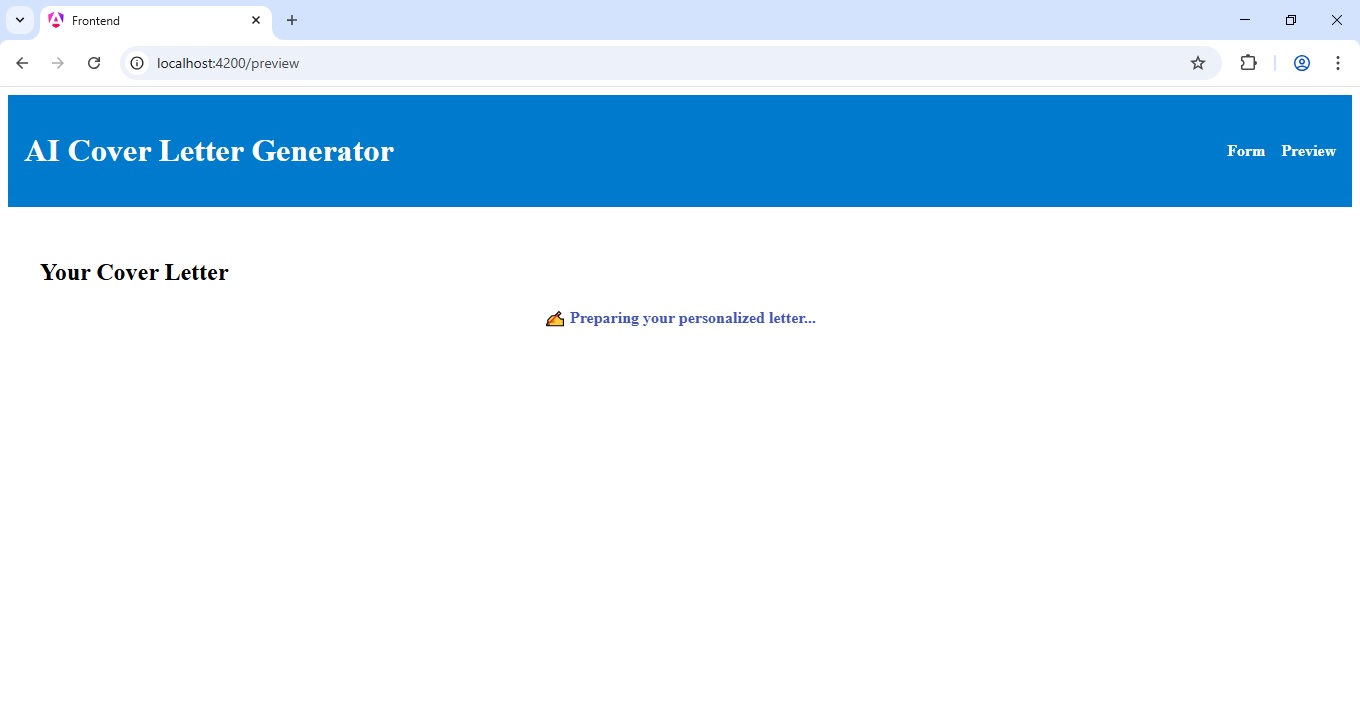 Frontend
localhost:4200/preview
AI Cover Letter Generator
Form Preview
Your Cover Letter
✍ Preparing your personalized letter...